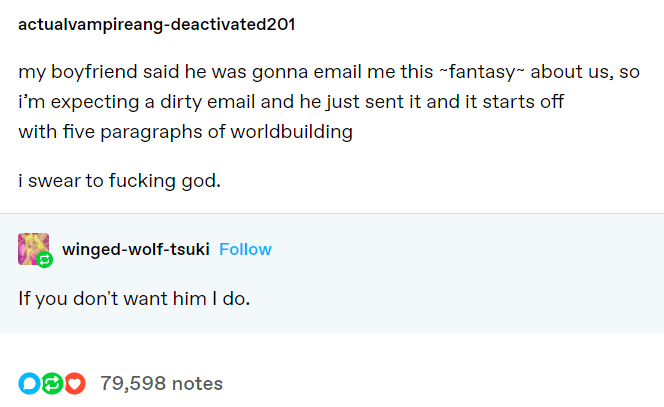 actualvampireang-deactivated201
my boyfriend said he was gonna email me this ~fantasy~ about us, so
i'm expecting a dirty email and he just sent it and it starts off
with five paragraphs of worldbuilding
i swear to fucking god.
winged-wolf-tsuki Follow
If you don't want him I do.
79,598 notes